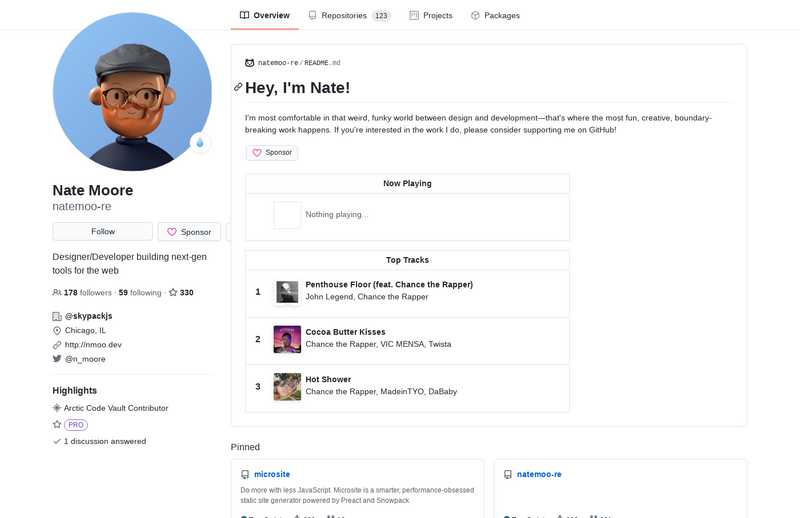 Overview
Repositories 123
Projects
Packages
Nate Moore
natemoo-re
Follow
Sponsor
Designer/Developer building next-gen
tools for the web
178 followers · 59 following · 330
@skypackjs
Chicago, IL
http://nmoo.dev
@n_moore
Highlights
Arctic Code Vault Contributor
PRO
1 discussion answered
natemoo-re/README.md
Hey, I'm Nate!
I'm most comfortable in that weird, funky world between design and development—that's where the most fun, creative, boundary-
breaking work happens. If you're interested in the work I do, please consider supporting me on GitHub!
Sponsor
Now Playing
Nothing playing...
Top Tracks
1
Penthouse Floor (feat. Chance the Rapper)
John Legend, Chance the Rapper
2
Cocoa Butter Kisses
Chance the Rapper, VIC MENSA, Twista
3
Hot Shower
Chance the Rapper, MadeinTYO, DaBaby
Pinned
microsite
Do more with less JavaScript. Microsite is a smarter, performance-obsessed
static site generator powered by Preact and Snowpack.
natemoo-re